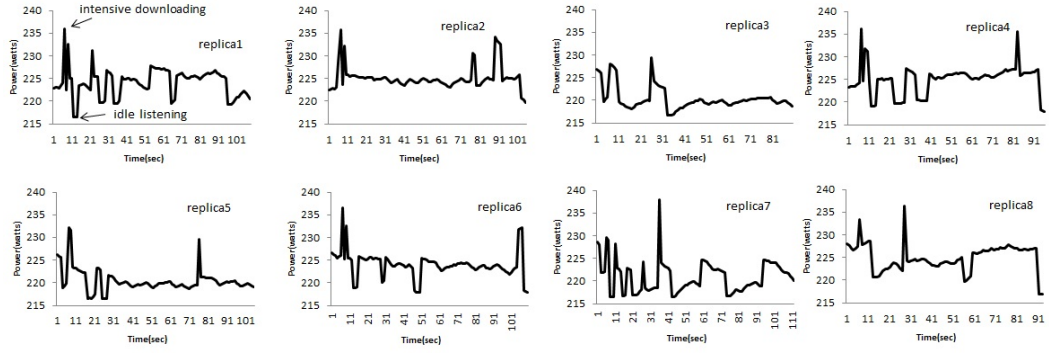 intensive downloading
replica1
idle listening
Power(watts)
240
235
230
225
220
215
1 11 21 31 41 51 61 71 81 91 101
Time(sec)
replica2
Power(watts)
240
235
230
225
220
215
1 11 21 31 41 51 61 71 81 91 101
Time(sec)
replica3
Power(watts)
240
235
230
225
220
215
1 11 21 31 41 51 61 71 81
Time(sec)
replica4
Power(watts)
240
235
230
225
220
215
1 11 21 31 41 51 61 71 81 91
Time(sec)
replica5
Power(watts)
240
235
230
225
220
215
1 11 21 31 41 51 61 71 81 91 101
Time(sec)
replica6
Power(watts)
240
235
230
225
220
215
1 11 21 31 41 51 61 71 81 91 101
Time(sec)
replica7
Power(watts)
240
235
230
225
220
215
1 11 21 31 41 51 61 71 81 91 101 111
Time(sec)
replica8
Power(watts)
240
235
230
225
220
215
1 11 21 31 41 51 61 71 81 91
Time(sec)